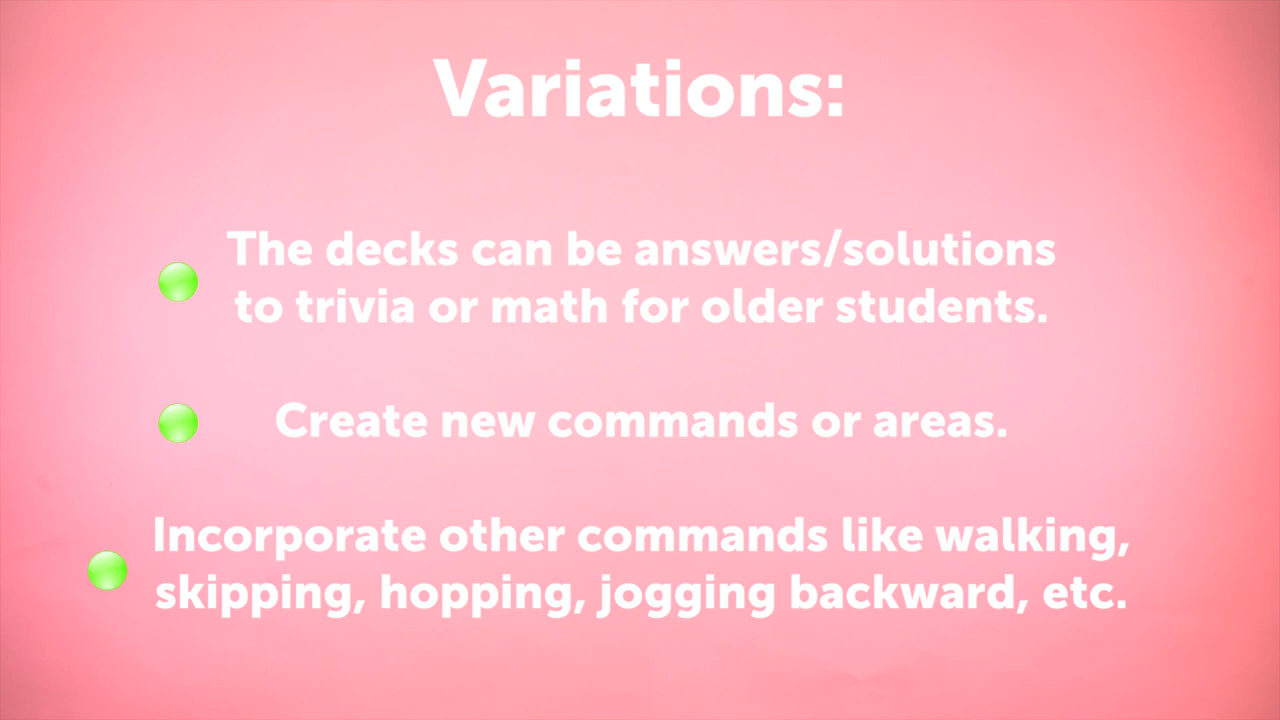 Variations:
The decks can be answers/solutions
to trivia or math for older students.
Create new commands or areas.
Incorporate other commands like walking,
skipping, hopping, jogging backward, etc.